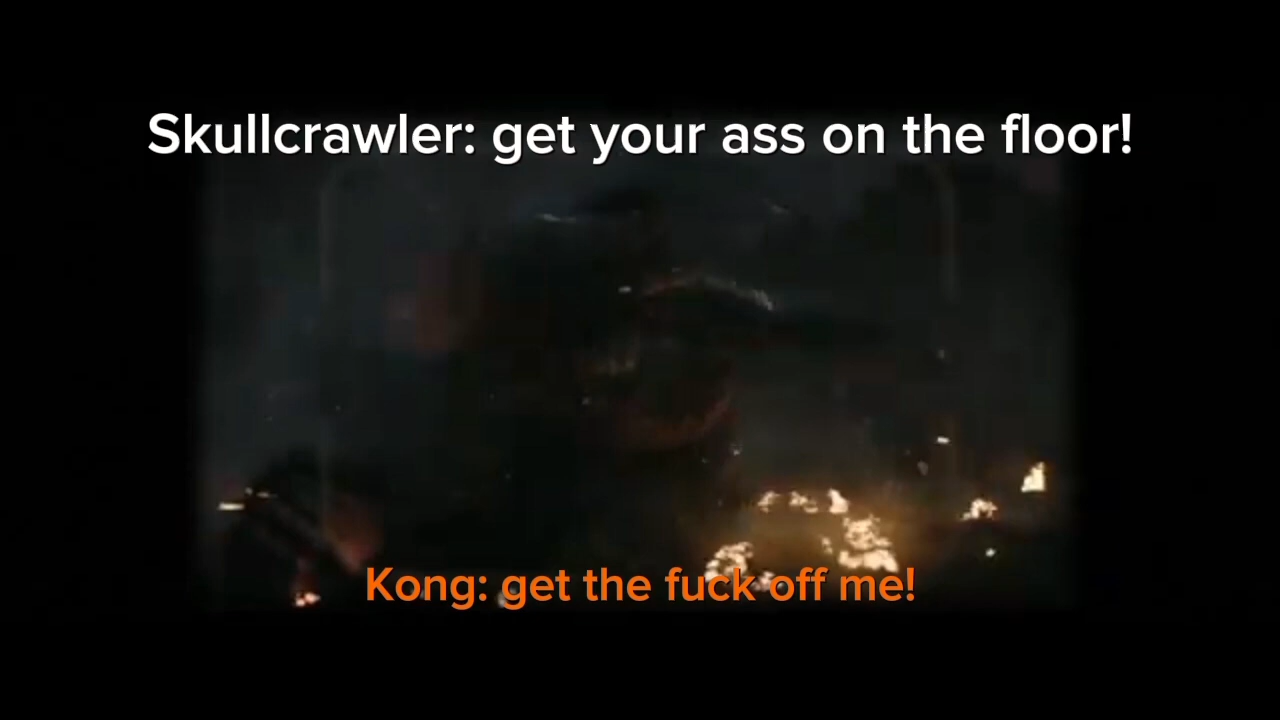 Skullcrawler: get your ass on the floor!
Kong: get the fuck off me!